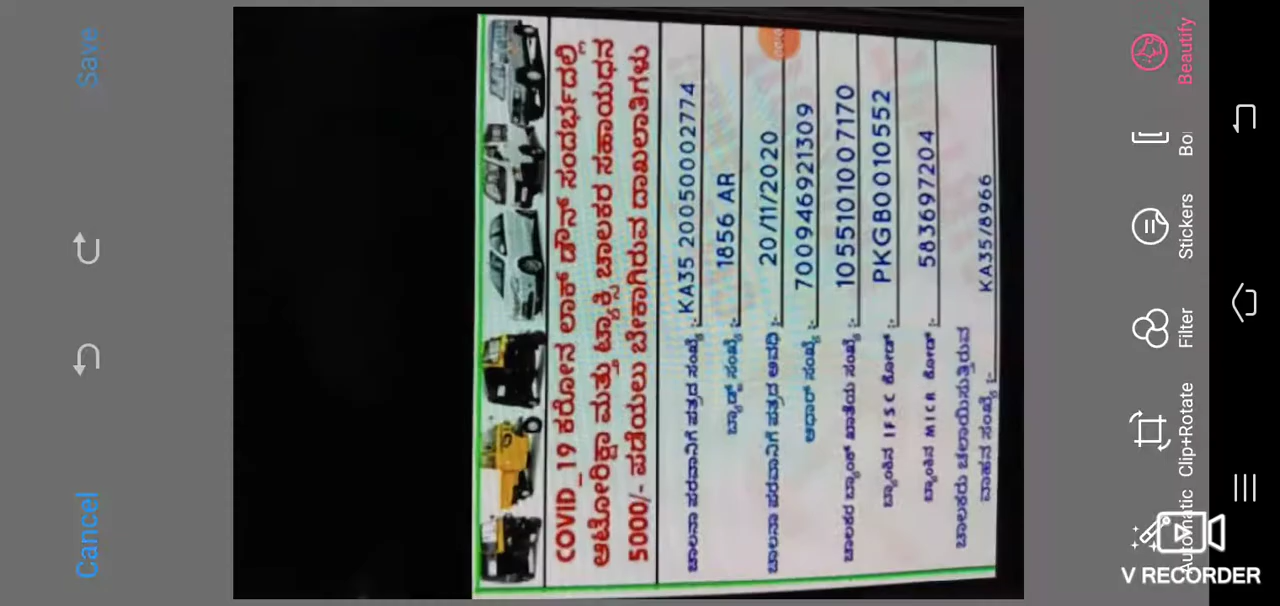 Save
Cancel
COVID_19 ಕರೋನ ಲಾಕ್ ಡೌನ್ ಸಂದರ್ಭದಲ್ಲಿ
ಆಟೋರಿಕ್ಷಾ ಮತ್ತು ಟ್ಯಾಕ್ಸಿ ಚಾಲಕರ ಸಹಾಯಧನ
5000/- ಪಡೆಯಲು ಬೇಕಾಗಿರುವ ದಾಖಲಾತಿಗಳು
ಚಾಲನಾ ಪರವಾನಿಗೆ ಪತ್ರದ ಸಂಖ್ಯೆ :- KA35 20050002774
ಬ್ಯಾಡ್ಜ್ ಸಂಖ್ಯೆ :- 1856 AR
ಚಾಲನಾ ಪರವಾನಿಗೆ ಪತ್ರದ ಅವಧಿ :- 20/11/2020
ಆಧಾರ್ ಸಂಖ್ಯೆ :- 700946921309
ಚಾಲಕರ ಬ್ಯಾಂಕ್ ಖಾತೆಯ ಸಂಖ್ಯೆ :- 10551010007170
ಬ್ಯಾಂಕಿನ IFSC ಕೋಡ್ :- PKGB0010552
ಬ್ಯಾಂಕಿನ MICR ಕೋಡ್ :- 583697204
ಚಾಲಕರು ಚಲಾಯಿಸುತ್ತಿರುವ
ವಾಹನ ಸಂಖ್ಯೆ :- KA35/8966
Automatic
Clip+Rotate
Filter
Stickers
Bo
Beautify
V RECORDER